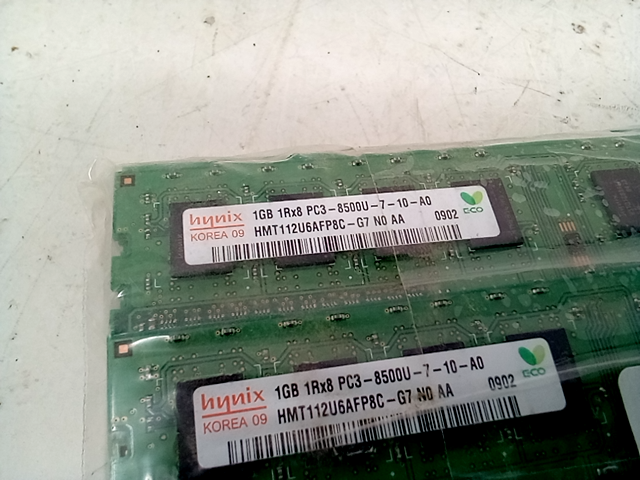 hynix
KOREA 09
1GB 1Rx8 PC3-8500U-7-10-A0
HMT112U6AFP8C-G7 N0 AA 0902
ECO
hynix
KOREA 09
1GB 1Rx8 PC3-8500U-7-10-A0
HMT112U6AFP8C-G7 N0 AA 0902
ECO